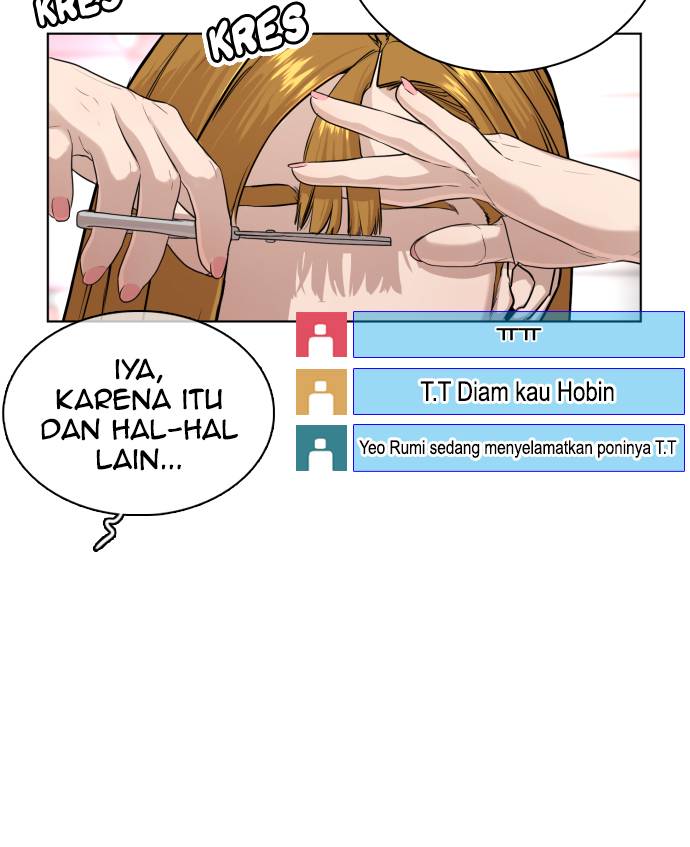 KRES
KRES
ㅠㅠ
T.T Diam kau Hobin
Yeo Rumi sedang menyelamatkan poninya T.T
IYA,
KARENA ITU
DAN HAL-HAL
LAIN...